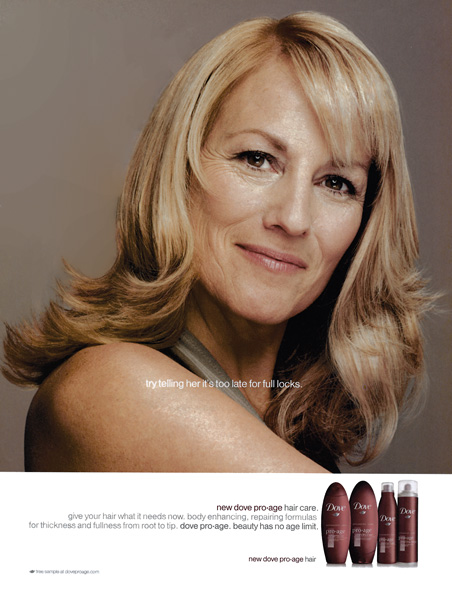 try telling her it's too late for full locks.
new dove pro·age hair care.
give your hair what it needs now. body enhancing, repairing formulas
for thickness and fullness from root to tip. dove pro·age. beauty has no age limit.
Dove
pro·age
Dove
pro·age
Dove
pro·age
Dove
pro·age
new dove pro·age hair
free sample at doveproage.com